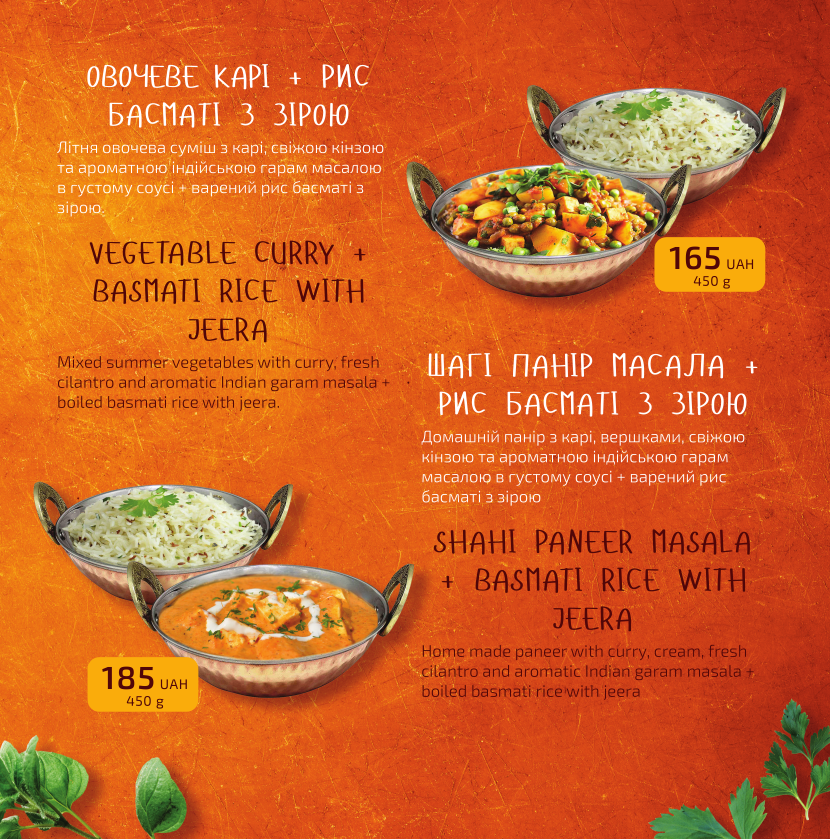 ОВОЧЕВЕ КАРІ + РИС
БАСМАТІ З ЗІРОЮ
Літня овочева суміш з карі, свіжою кінзою
та ароматною індійською гарам масалою
в густому соусі + варений рис басматі з
зірою.
VEGETABLE CURRY +
BASMATI RICE WITH
JEERA
Mixed summer vegetables with curry, fresh
cilantro and aromatic Indian garam masala +
boiled basmati rice with jeera.
165 UAH
450 g
ШАГІ ПАНІР МАСАЛА +
РИС БАСМАТІ З ЗІРОЮ
Домашній панір з карі, вершками, свіжою
кінзою та ароматною індійською гарам
масалою в густому соусі + варений рис
басматі з зірою
SHAHI PANEER MASALA
+ BASMATI RICE WITH
JEERA
Home made paneer with curry, cream, fresh
cilantro and aromatic Indian garam masala +
boiled basmati rice with jeera
185 UAH
450 g